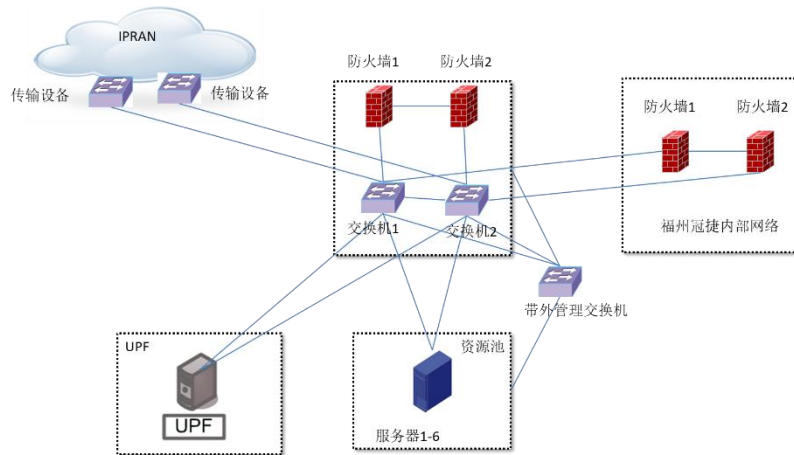 IPRAN
传输设备
传输设备
防火墙1
防火墙2
防火墙1
防火墙2
交换机1
交换机2
福州冠捷内部网络
带外管理交换机
UPF
UPF
资源池
服务器1-6